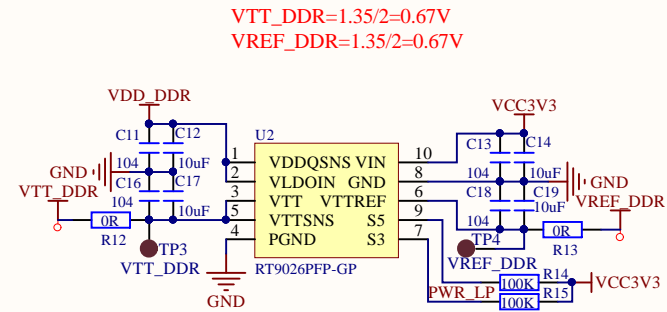 VTT_DDR=1.35/2=0.67V
VREF_DDR=1.35/2=0.67V
VDD_DDR
VCC3V3
C11
C12
U2
C13
C14
104
10uF
1
VDDQSNS
VIN
10
104
10uF
GND
2
VLDOIN
GND
8
GND
VTT_DDR
C16
C17
3
VTT
VTTREF
6
C18
C19
VREF_DDR
104
10uF
5
VTTSNS
S5
9
104
10uF
0R
R12
4
PGND
S3
7
0R
R13
TP3
TP4
VTT_DDR
RT9026PFP-GP
VREF_DDR
GND
PWR_LP
100K
R14
VCC3V3
100K
R15